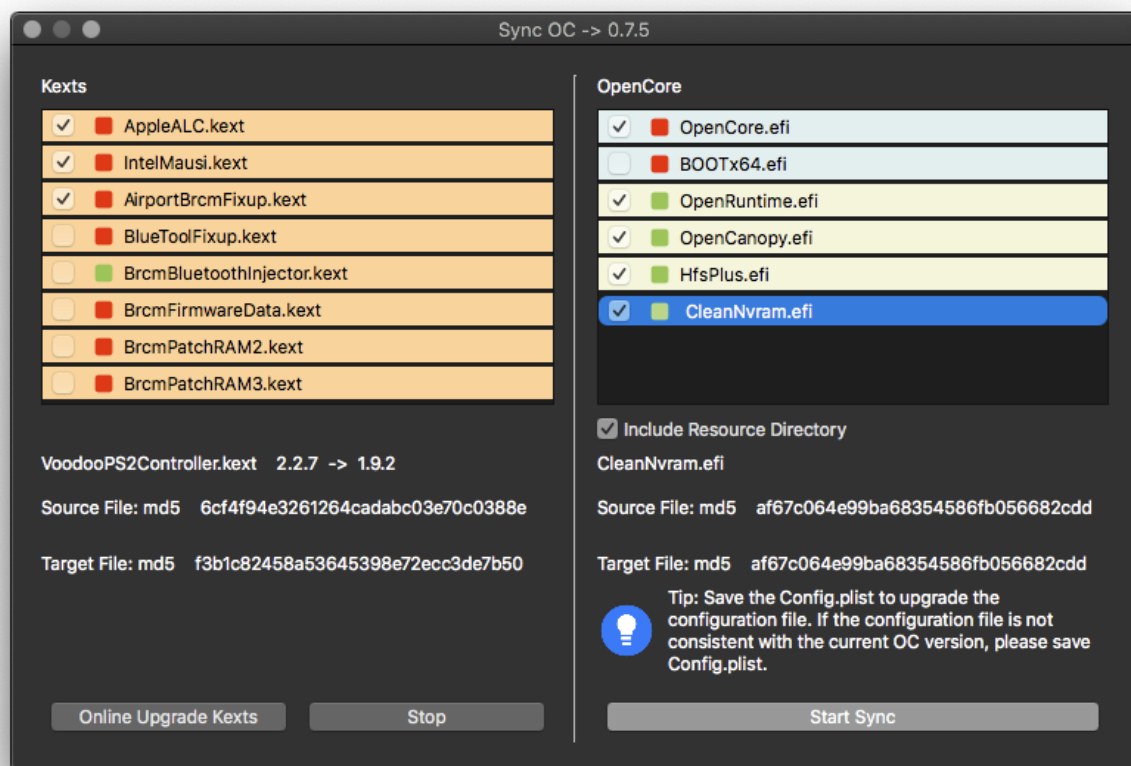 Sync OC -> 0.7.5
Kexts
AppleALC.kext
IntelMausi.kext
AirportBrcmFixup.kext
BlueToolFixup.kext
BrcmBluetoothInjector.kext
BrcmFirmwareData.kext
BrcmPatchRAM2.kext
BrcmPatchRAM3.kext
VoodooPS2Controller.kext 2.2.7 -> 1.9.2
Source File: md5 6cf4f94e3261264cadabc03e70c0388e
Target File: md5 f3b1c82458a53645398e72ecc3de7b50
Online Upgrade Kexts
Stop
OpenCore
OpenCore.efi
BOOTx64.efi
OpenRuntime.efi
OpenCanopy.efi
HfsPlus.efi
CleanNvram.efi
Include Resource Directory
CleanNvram.efi
Source File: md5 af67c064e99ba68354586fb056682cdd
Target File: md5 af67c064e99ba68354586fb056682cdd
Tip: Save the Config.plist to upgrade the
configuration file. If the configuration file is not
consistent with the current OC version, please save
Config.plist.
Start Sync